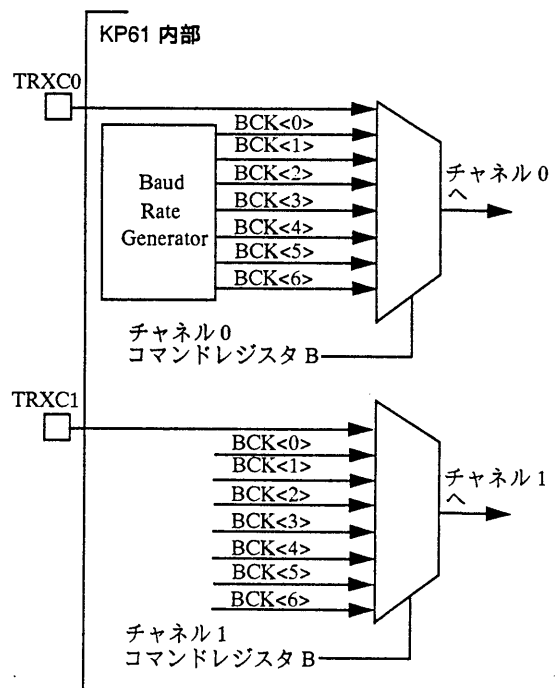 KP61 内部
TRXC0
BCK<0>
BCK<1>
BCK<2>
BCK<3>
BCK<4>
BCK<5>
BCK<6>
Baud
Rate
Generator
チャネル 0
へ
チャネル 0
コマンドレジスタ B
TRXC1
BCK<0>
BCK<1>
BCK<2>
BCK<3>
BCK<4>
BCK<5>
BCK<6>
チャネル 1
へ
チャネル 1
コマンドレジスタ B